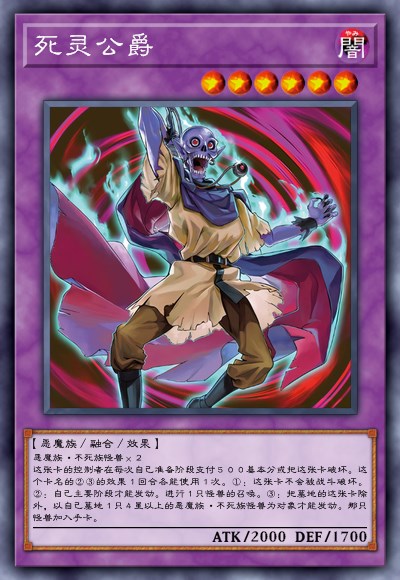 死灵公爵
やみ
闇
【恶魔族／融合／效果】
恶魔族・不死族怪兽×2
这张卡的控制者在每次自己准备阶段支付500基本分或把这张卡破坏。这
个卡名的②③的效果1回合各能使用1次。①：这张卡不会被战斗破坏。
②：自己主要阶段才能发动。进行1只怪兽的召唤。③：把墓地的这张卡除
外，以自己墓地1只4星以上的恶魔族・不死族怪兽为对象才能发动。那只
怪兽加入手卡。
ATK/2000 DEF/1700